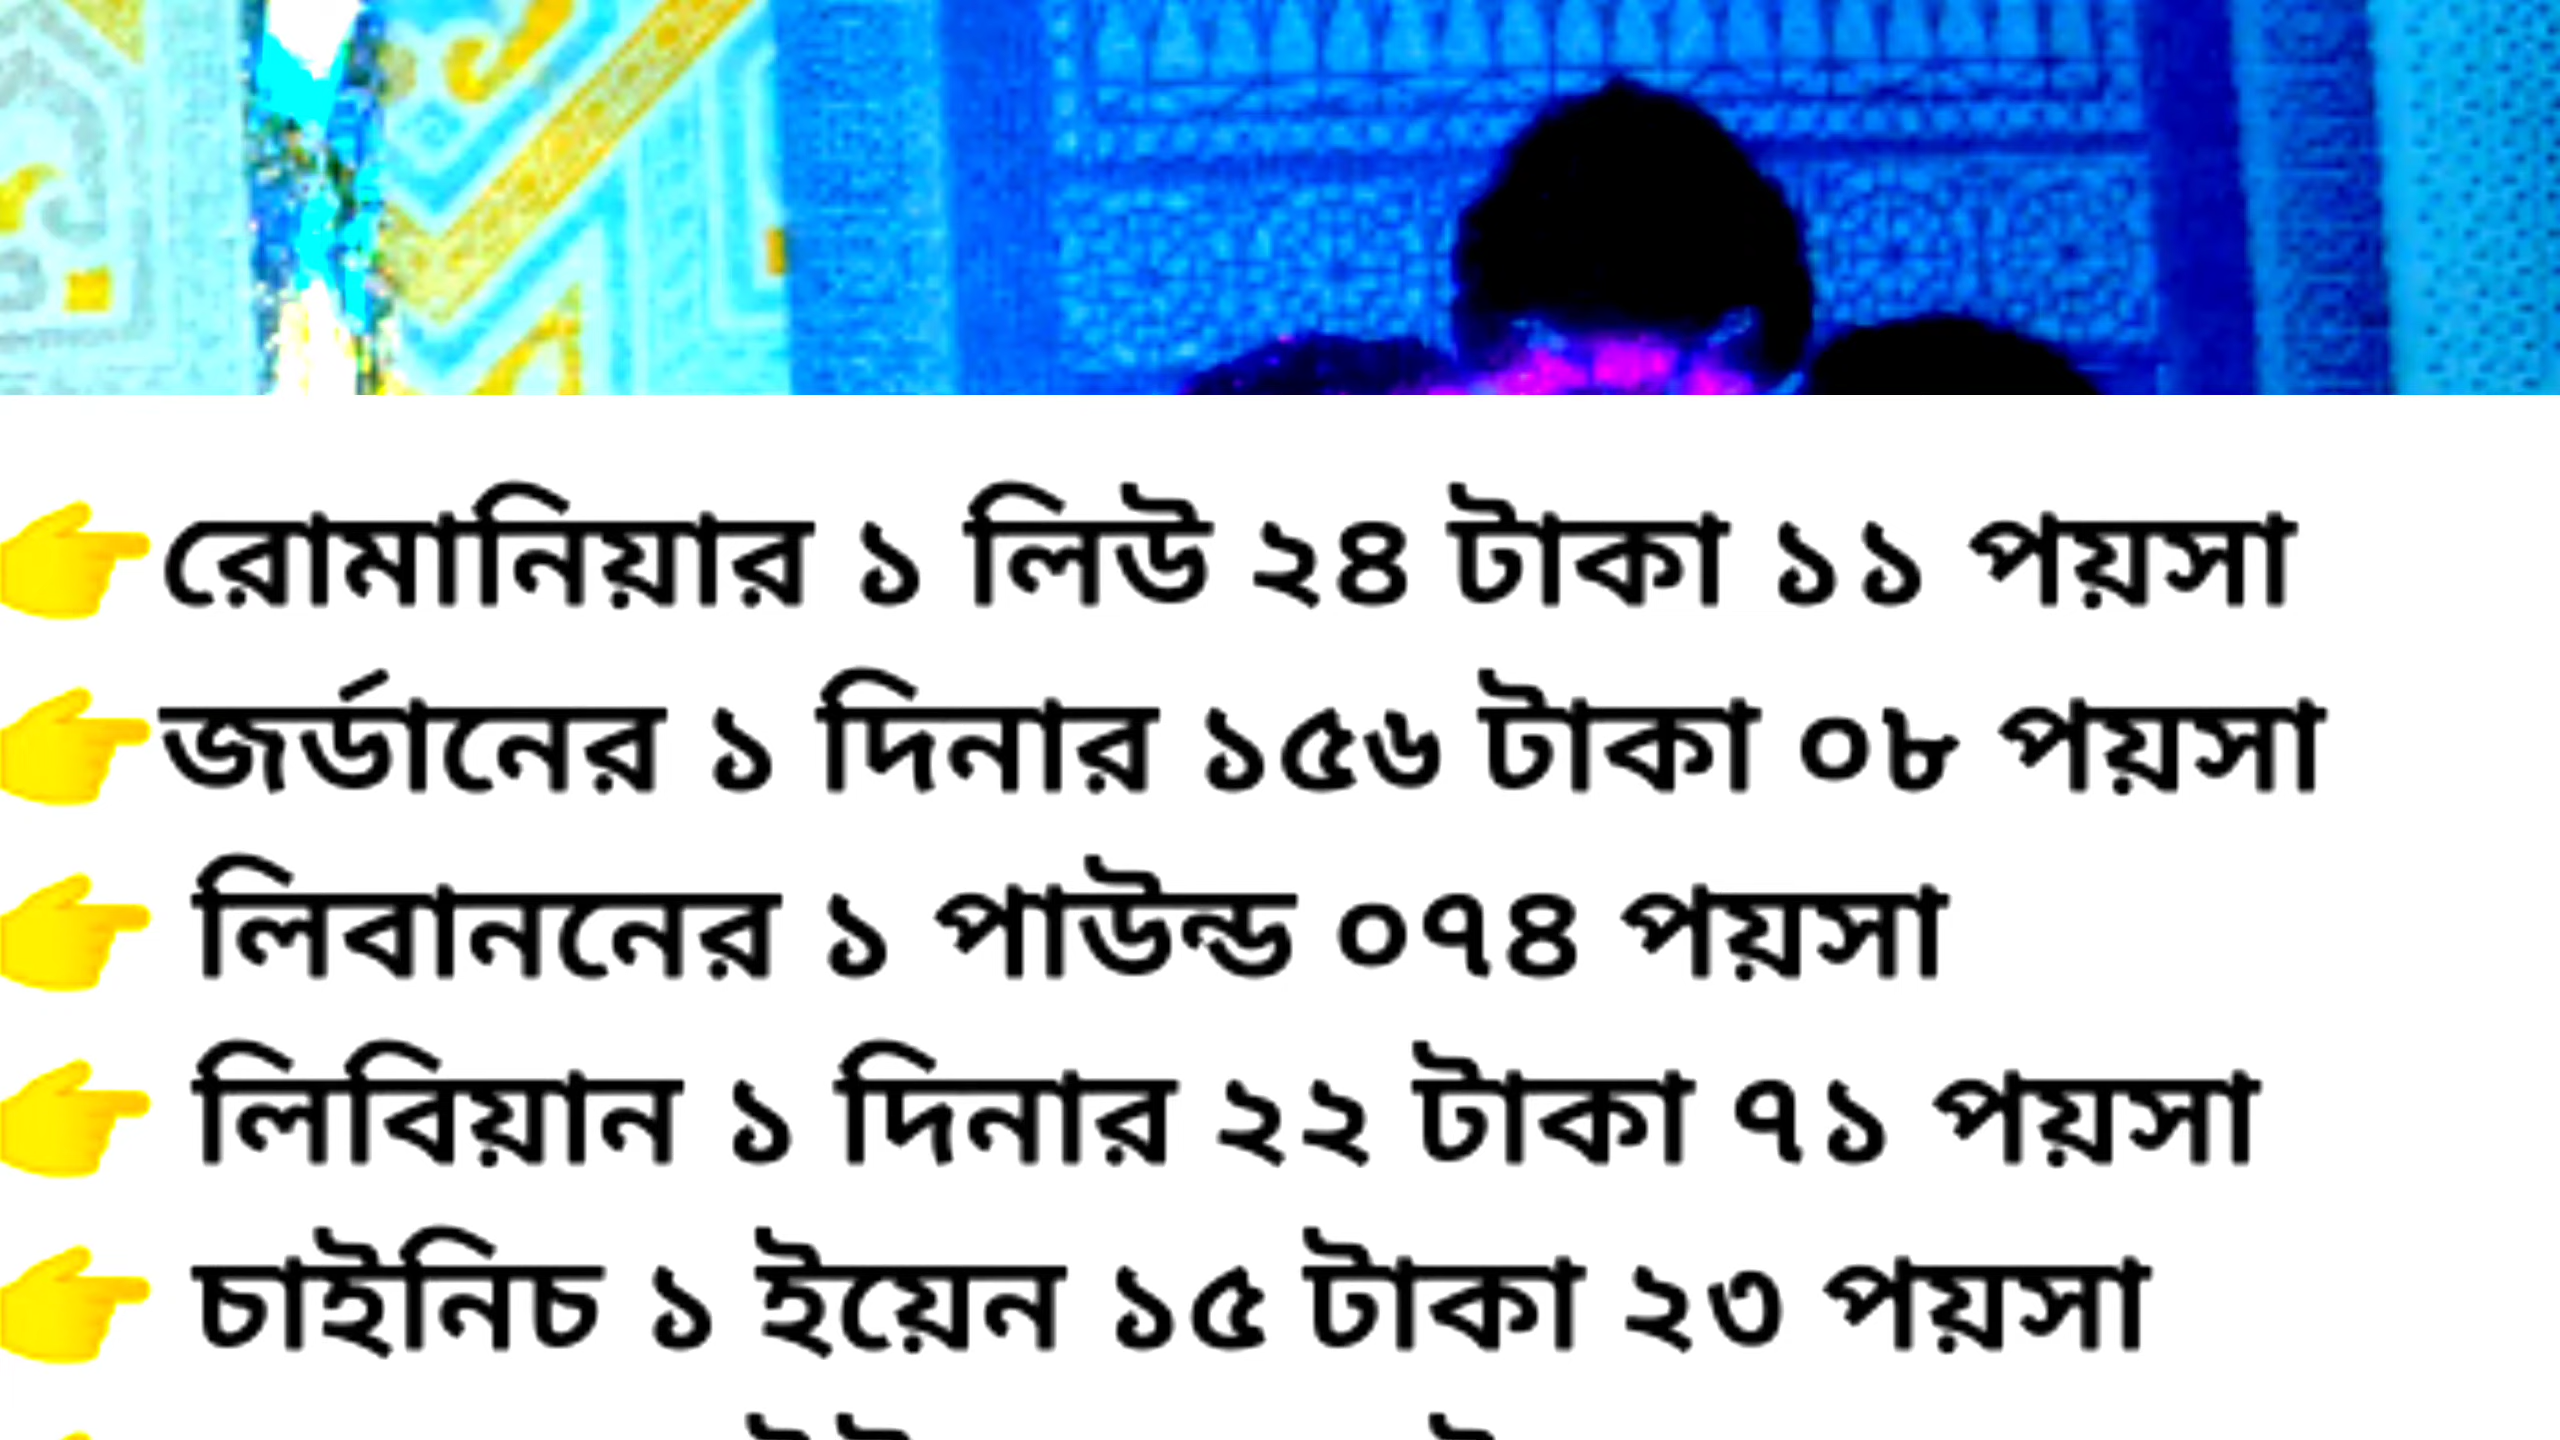 👉রোমানিয়ার ১ লিউ ২৪ টাকা ১১ পয়সা
👉জর্ডানের ১ দিনার ১৫৬ টাকা ০৮ পয়সা
👉 লিবাননের ১ পাউন্ড ০৭৪ পয়সা
👉 লিবিয়ান ১ দিনার ২২ টাকা ৭১ পয়সা
👉 চাইনিচ ১ ইয়েন ১৫ টাকা ২৩ পয়সা